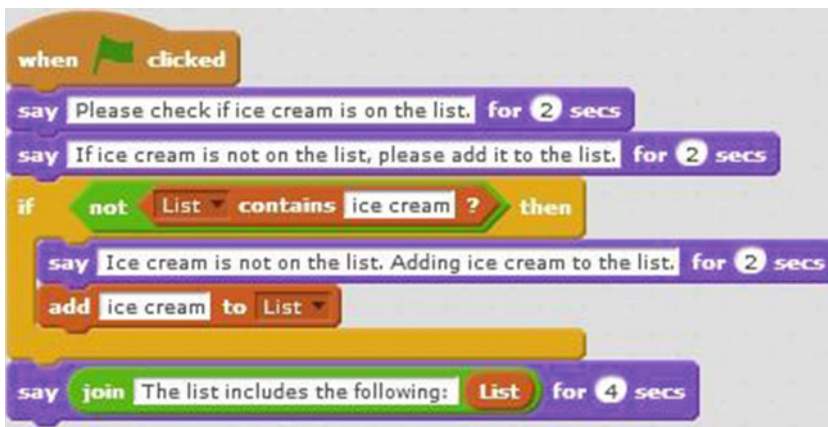 when clicked
say Please check if ice cream is on the list. for 2 secs
say If ice cream is not on the list, please add it to the list. for 2 secs
if not List contains ice cream ? then
say Ice cream is not on the list. Adding ice cream to the list. for 2 secs
add ice cream to List
say join The list includes the following: List for 4 secs